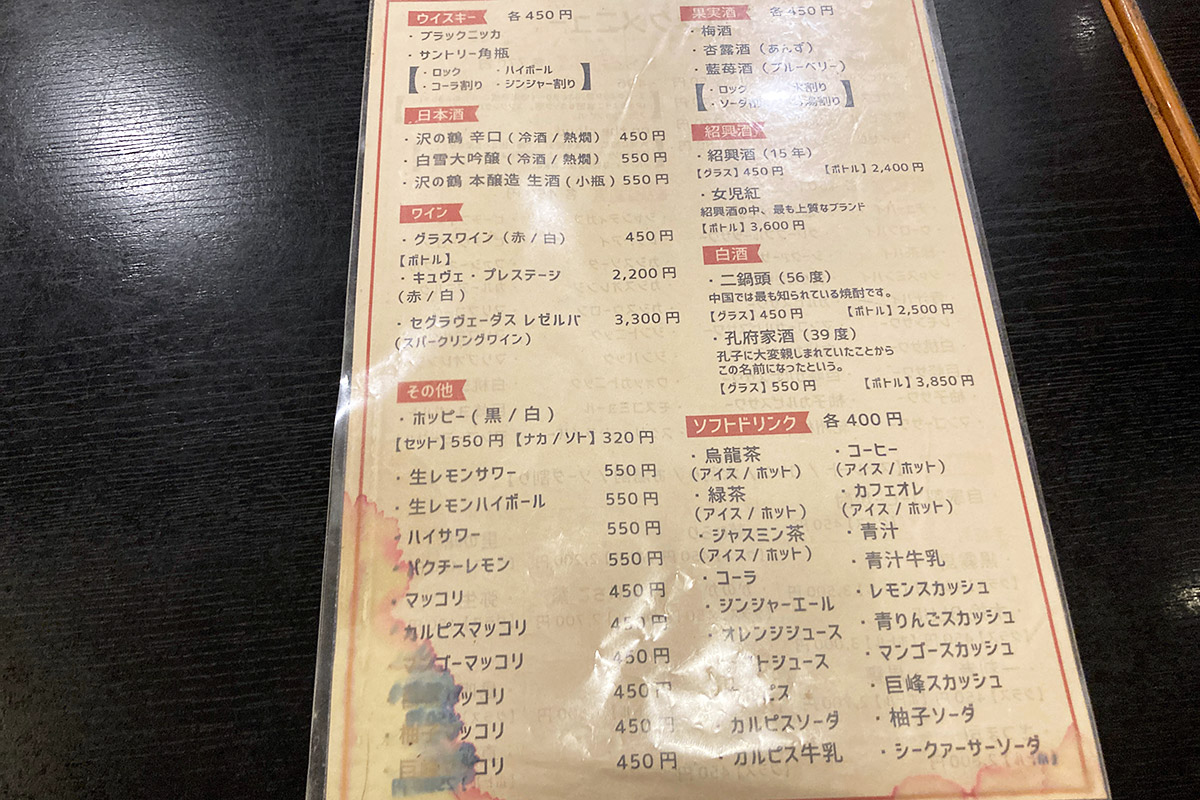 ウイスキー 各450円
・ブラックニッカ
・サントリー角瓶
【・ロック ・ハイボール
・コーラ割り ・ジンジャー割り】
日本酒
・沢の鶴 辛口(冷酒/熱燗) 450円
・白雪大吟醸(冷酒/熱燗) 550円
・沢の鶴 本醸造 生酒(小瓶) 550円
ワイン
・グラスワイン(赤/白) 450円
【ボトル】
・キュヴェ・プレステージ 2,200円
(赤/白)
・セグラヴェーダス レゼルバ 3,300円
(スパークリングワイン)
その他
・ホッピー(黒/白)
【セット】550円【ナカ/ソト】320円
・生レモンサワー 550円
・生レモンハイボール 550円
・ハイサワー 550円
・パクチーレモン 550円
・マッコリ 450円
・カルピスマッコリ 450円
ゴーマッコリ 450円
ッコリ 450円
・柚子 ッコリ 450円
・巨峰 コリ 450円
果実酒 各450円
・梅酒
・杏露酒(あんず)
・藍苺酒(ブルーベリー)
【・ロック 水割り
・ソーダ 湯割り】
紹興酒
・紹興酒(15年)
【グラス】450円 【ボトル】2,400円
・女児紅
紹興酒の中、最も上質なブランド
【ボトル】3,600円
白酒
・二鍋頭(56度)
中国では最も知られている焼酎です。
【グラス】450円 【ボトル】2,500円
・孔府家酒(39度)
孔子に大変親しまれていたことから
この名前になったという。
【グラス】550円 【ボトル】3,850円
ソフトドリンク 各400円
・烏龍茶
(アイス/ホット)
・緑茶
(アイス/ホット)
・ジャスミン茶
(アイス/ホット)
・コーラ
・ジンジャーエール
・オレンジジュース
トジュース
ピス
・カルピスソーダ
・カルピス牛乳
・コーヒー
(アイス/ホット)
・カフェオレ
(アイス/ホット)
・青汁
・青汁牛乳
・レモンスカッシュ
・青りんごスカッシュ
・マンゴースカッシュ
・巨峰スカッシュ
・柚子ソーダ
・シークァーサーソーダ